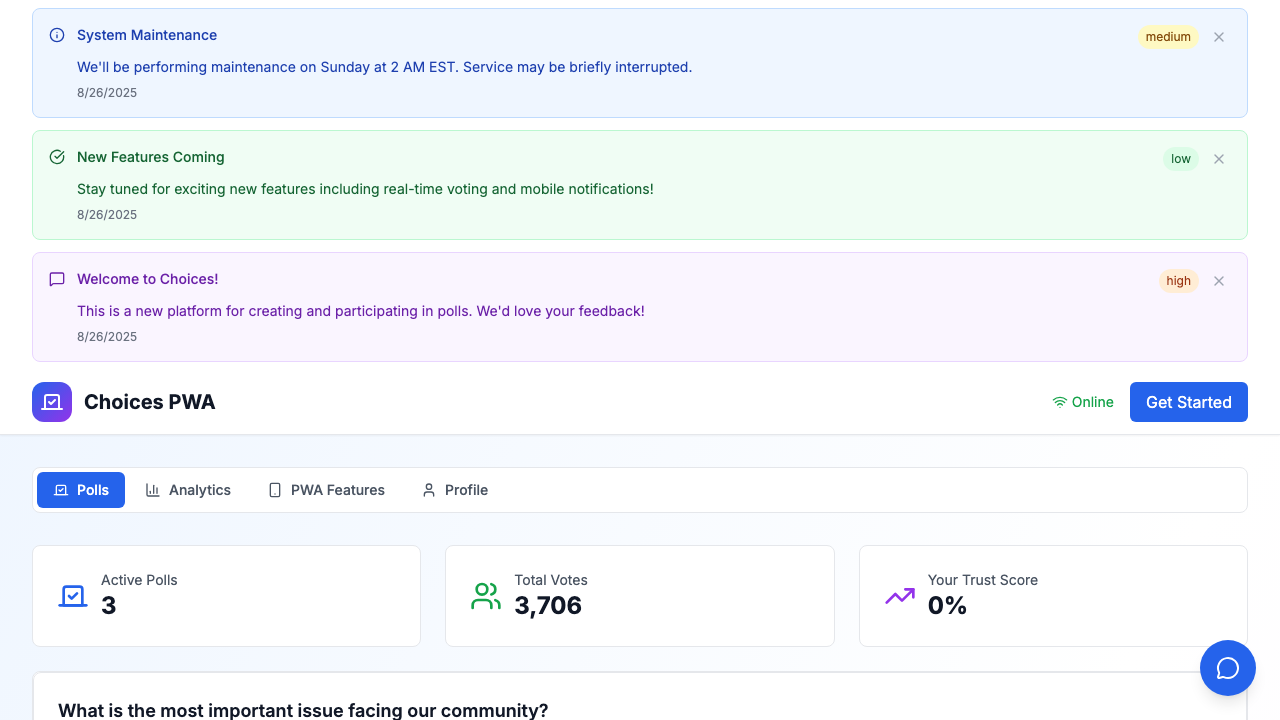 System Maintenance
medium
We'll be performing maintenance on Sunday at 2 AM EST. Service may be briefly interrupted.
8/26/2025
New Features Coming
low
Stay tuned for exciting new features including real-time voting and mobile notifications!
8/26/2025
Welcome to Choices!
high
This is a new platform for creating and participating in polls. We'd love your feedback!
8/26/2025
Choices PWA
Online
Get Started
Polls
Analytics
PWA Features
Profile
Active Polls
3
Total Votes
3,706
Your Trust Score
0%
What is the most important issue facing our community?